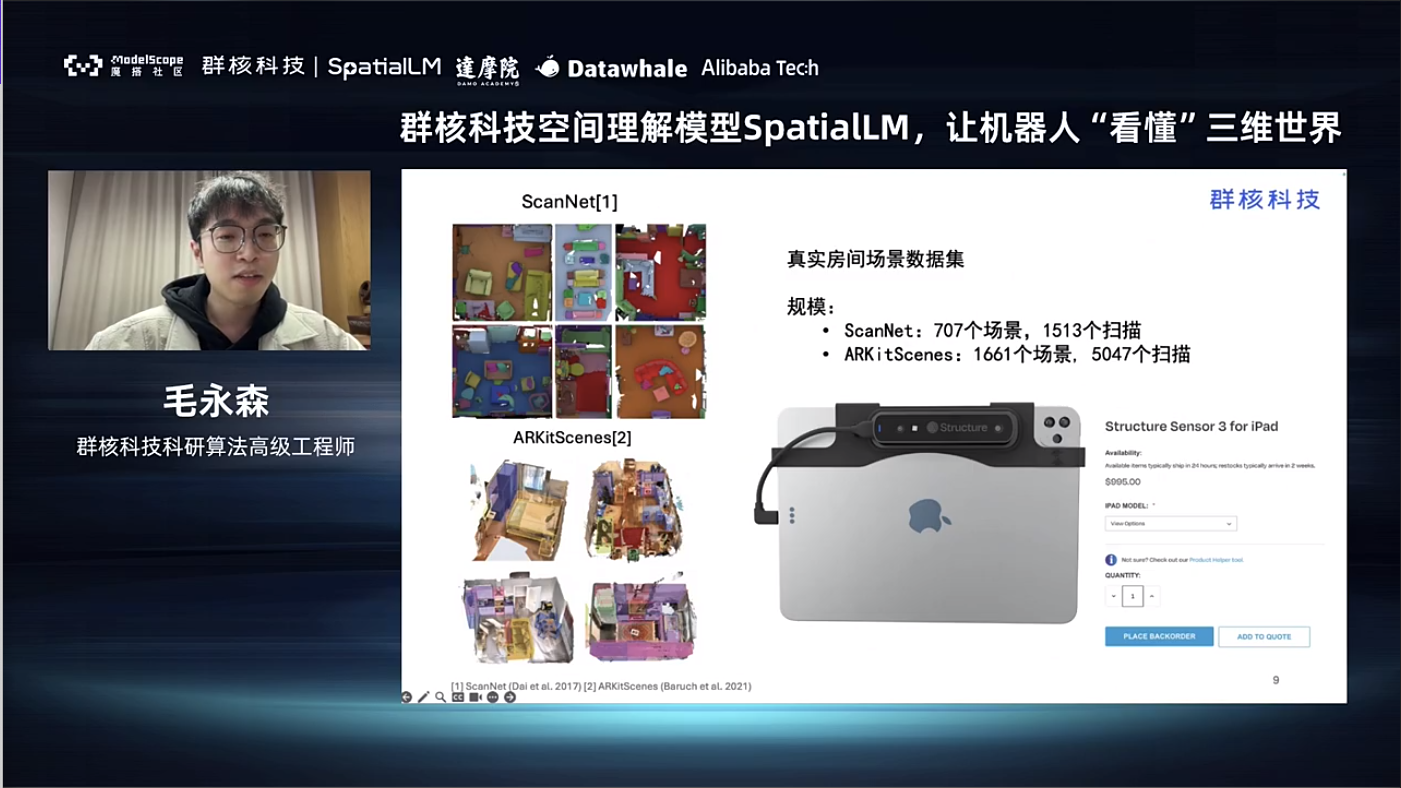 ModelScope
魔搭社区
群核科技 | SpatialLM
達摩院
DAMO ACADEMY
Datawhale
Alibaba Tech
群核科技空间理解模型SpatialLM，让机器人“看懂”三维世界
毛永森
群核科技科研算法高级工程师
群核科技
ScanNet[1]
ARKitScenes[2]
真实房间场景数据集
规模：
• ScanNet：707个场景，1513个扫描
• ARKitScenes：1661个场景, 5047个扫描
Structure
Structure Sensor 3 for iPad
Availability:
Available items typically ship in 24 hours; restocks typically arrive in 2 weeks.
$995.00
IPAD MODEL: *
View Options
Not sure? Check out our Product Helper tool.
QUANTITY:
1
PLACE BACKORDER
ADD TO QUOTE
[1] ScanNet (Dai et al. 2017) [2] ARKitScenes (Baruch et al. 2021)
CC
9